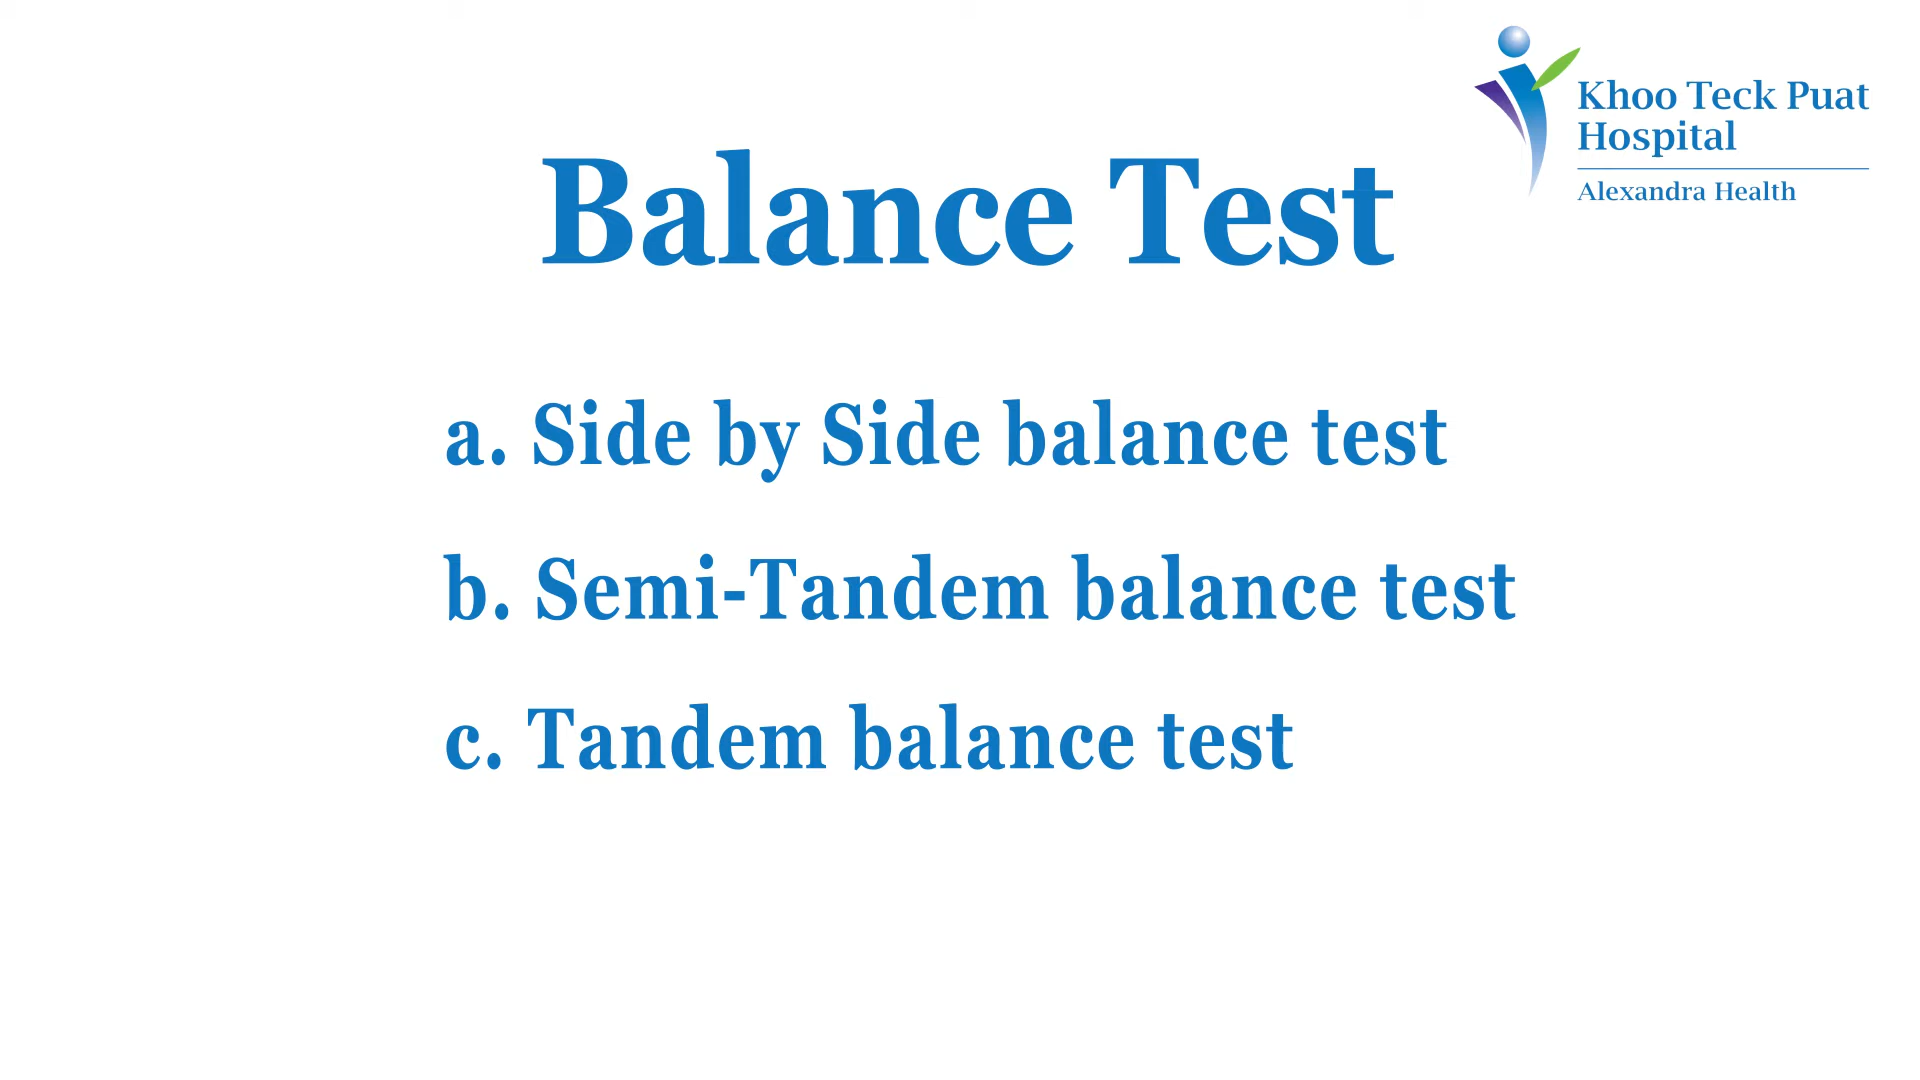 Khoo Teck Puat
Hospital
Alexandra Health
Balance Test
a. Side by Side balance test
b. Semi-Tandem balance test
c. Tandem balance test